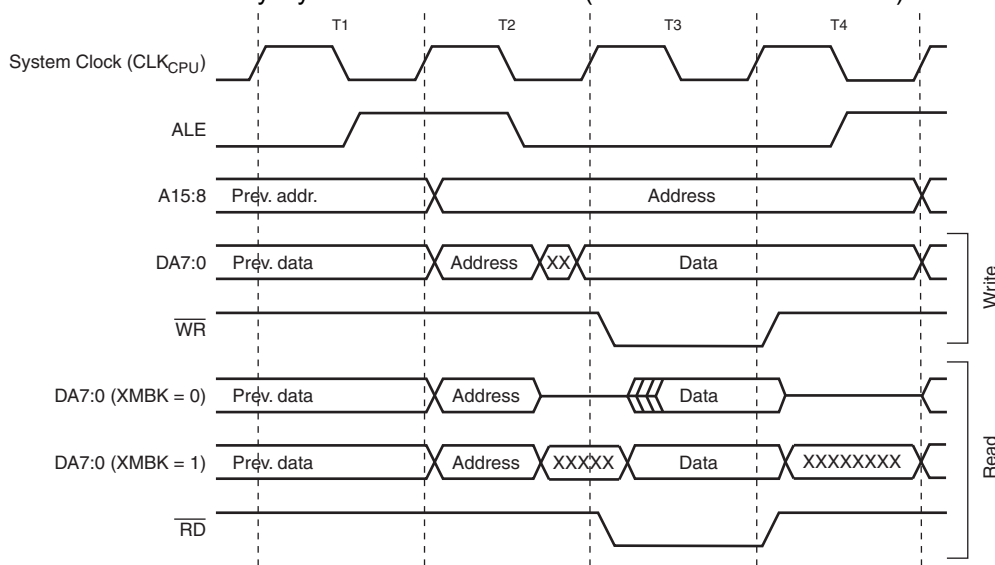 T1 T2 T3 T4
System Clock (CLKCPU)
ALE
A15:8 Prev. addr. Address
DA7:0 Prev. data Address XX Data
WR
Write
DA7:0 (XMBK = 0) Prev. data Address Data
DA7:0 (XMBK = 1) Prev. data Address XXXXX Data XXXXXXXX
RD
Read